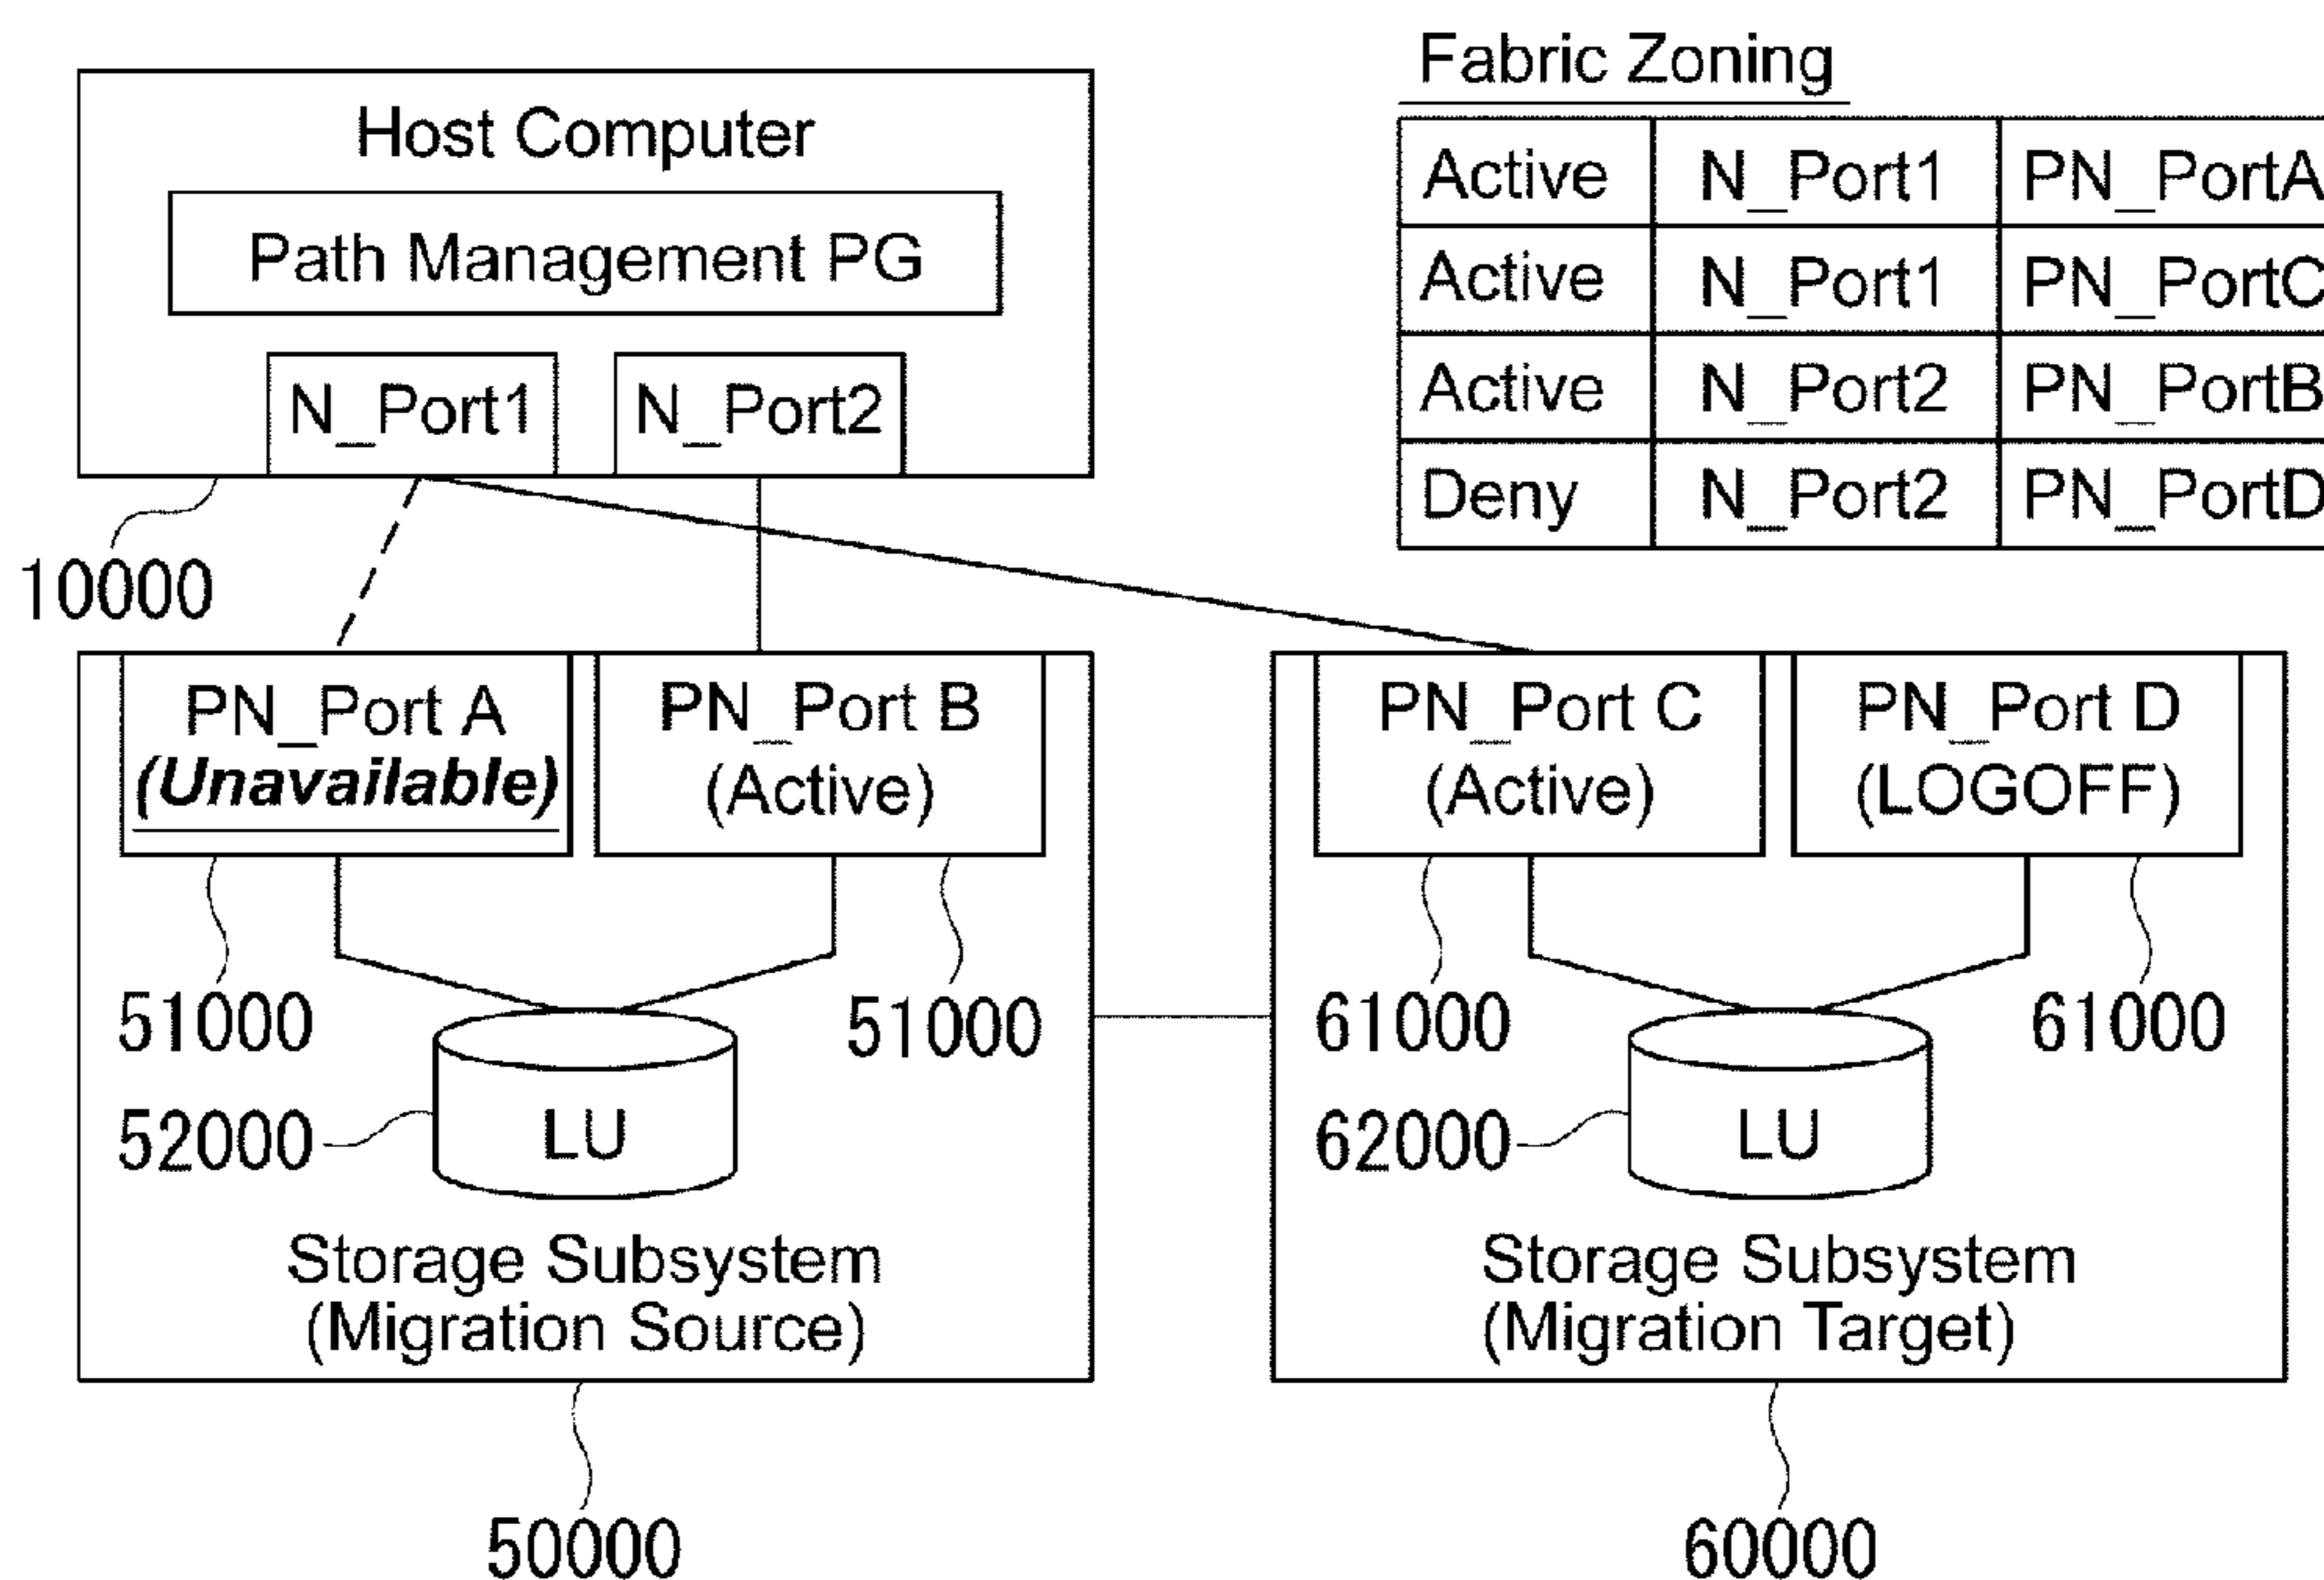 Host Computer
Path Management PG
N_Port1
N_Port2
10000
Fabric Zoning
Active N_Port1 PN_PortA
Active N_Port1 PN_PortC
Active N_Port2 PN_PortB
Deny N_Port2 PN_PortD
PN_Port A
(Unavailable)
PN_Port B
(Active)
51000
51000
52000
LU
Storage Subsystem
(Migration Source)
50000
PN_Port C
(Active)
PN_Port D
(LOGOFF)
61000
61000
62000
LU
Storage Subsystem
(Migration Target)
60000